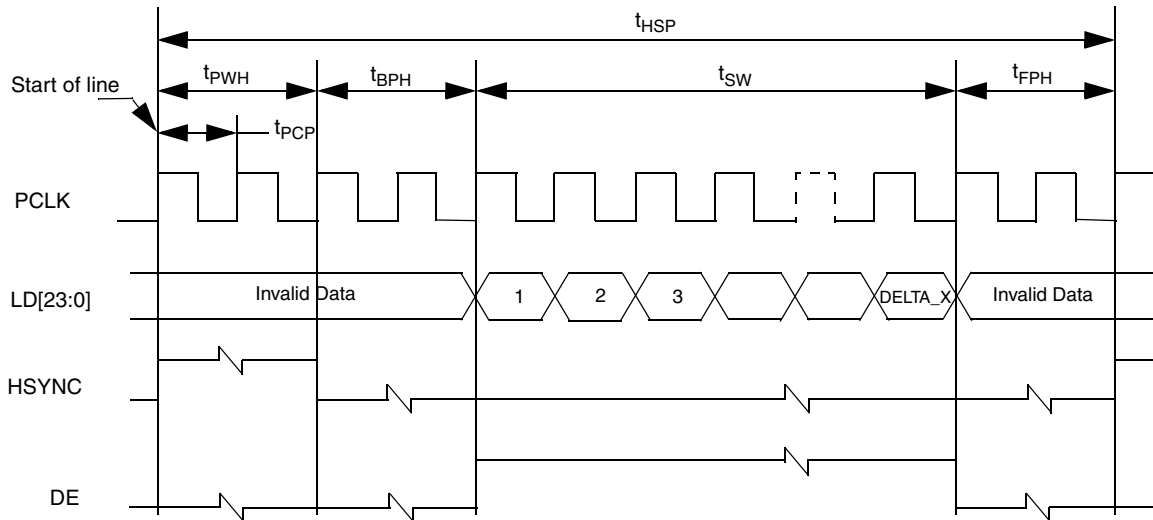 tHSP
Start of line
tPWH
tBPH
tSW
tFPH
tPCP
PCLK
LD[23:0]
Invalid Data
1
2
3
DELTA_X
Invalid Data
HSYNC
DE